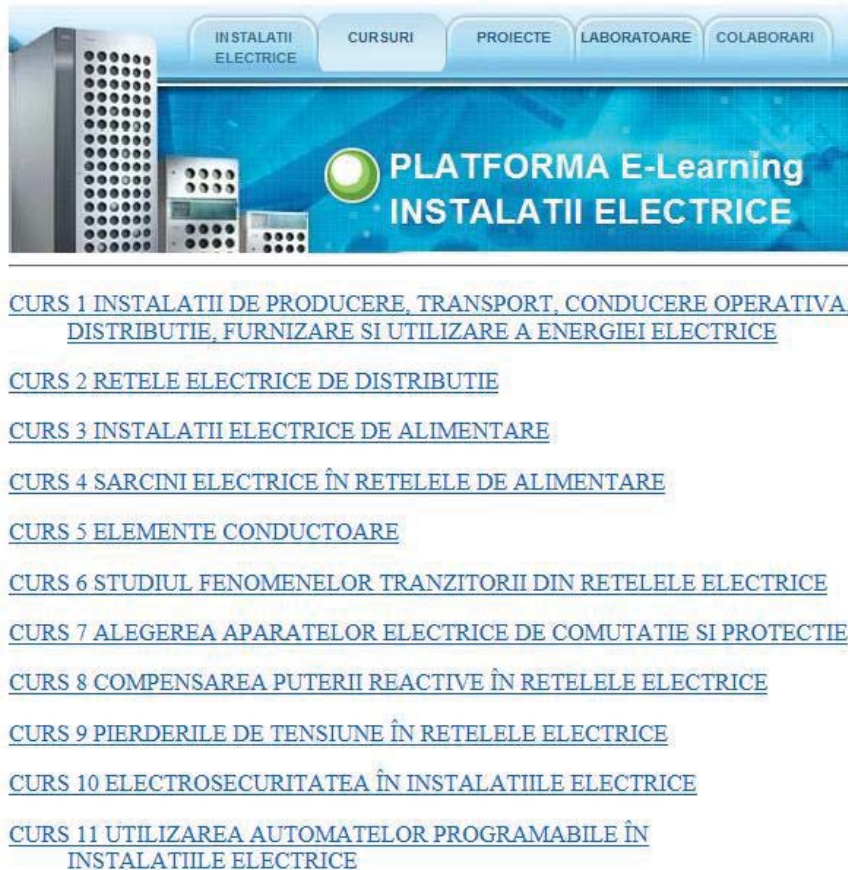 INSTALATII
ELECTRICE
CURSURI
PROIECTE
LABORATOARE
COLABORARI
PLATFORMA E-Learning
INSTALATII ELECTRICE
CURS 1 INSTALATII DE PRODUCERE, TRANSPORT, CONDUCERE OPERATIVA,
DISTRIBUTIE, FURNIZARE SI UTILIZARE A ENERGIEI ELECTRICE
CURS 2 RETELE ELECTRICE DE DISTRIBUTIE
CURS 3 INSTALATII ELECTRICE DE ALIMENTARE
CURS 4 SARCINI ELECTRICE ÎN RETELELE DE ALIMENTARE
CURS 5 ELEMENTE CONDUCTOARE
CURS 6 STUDIUL FENOMENELOR TRANZITORII DIN RETELELE ELECTRICE
CURS 7 ALEGEREA APARATELOR ELECTRICE DE COMUTATIE SI PROTECTIE
CURS 8 COMPENSAREA PUTERII REACTIVE ÎN RETELELE ELECTRICE
CURS 9 PIERDERILE DE TENSIUNE ÎN RETELELE ELECTRICE
CURS 10 ELECTROSECURITATEA ÎN INSTALATIILE ELECTRICE
CURS 11 UTILIZAREA AUTOMATELOR PROGRAMABILE ÎN
INSTALATIILE ELECTRICE